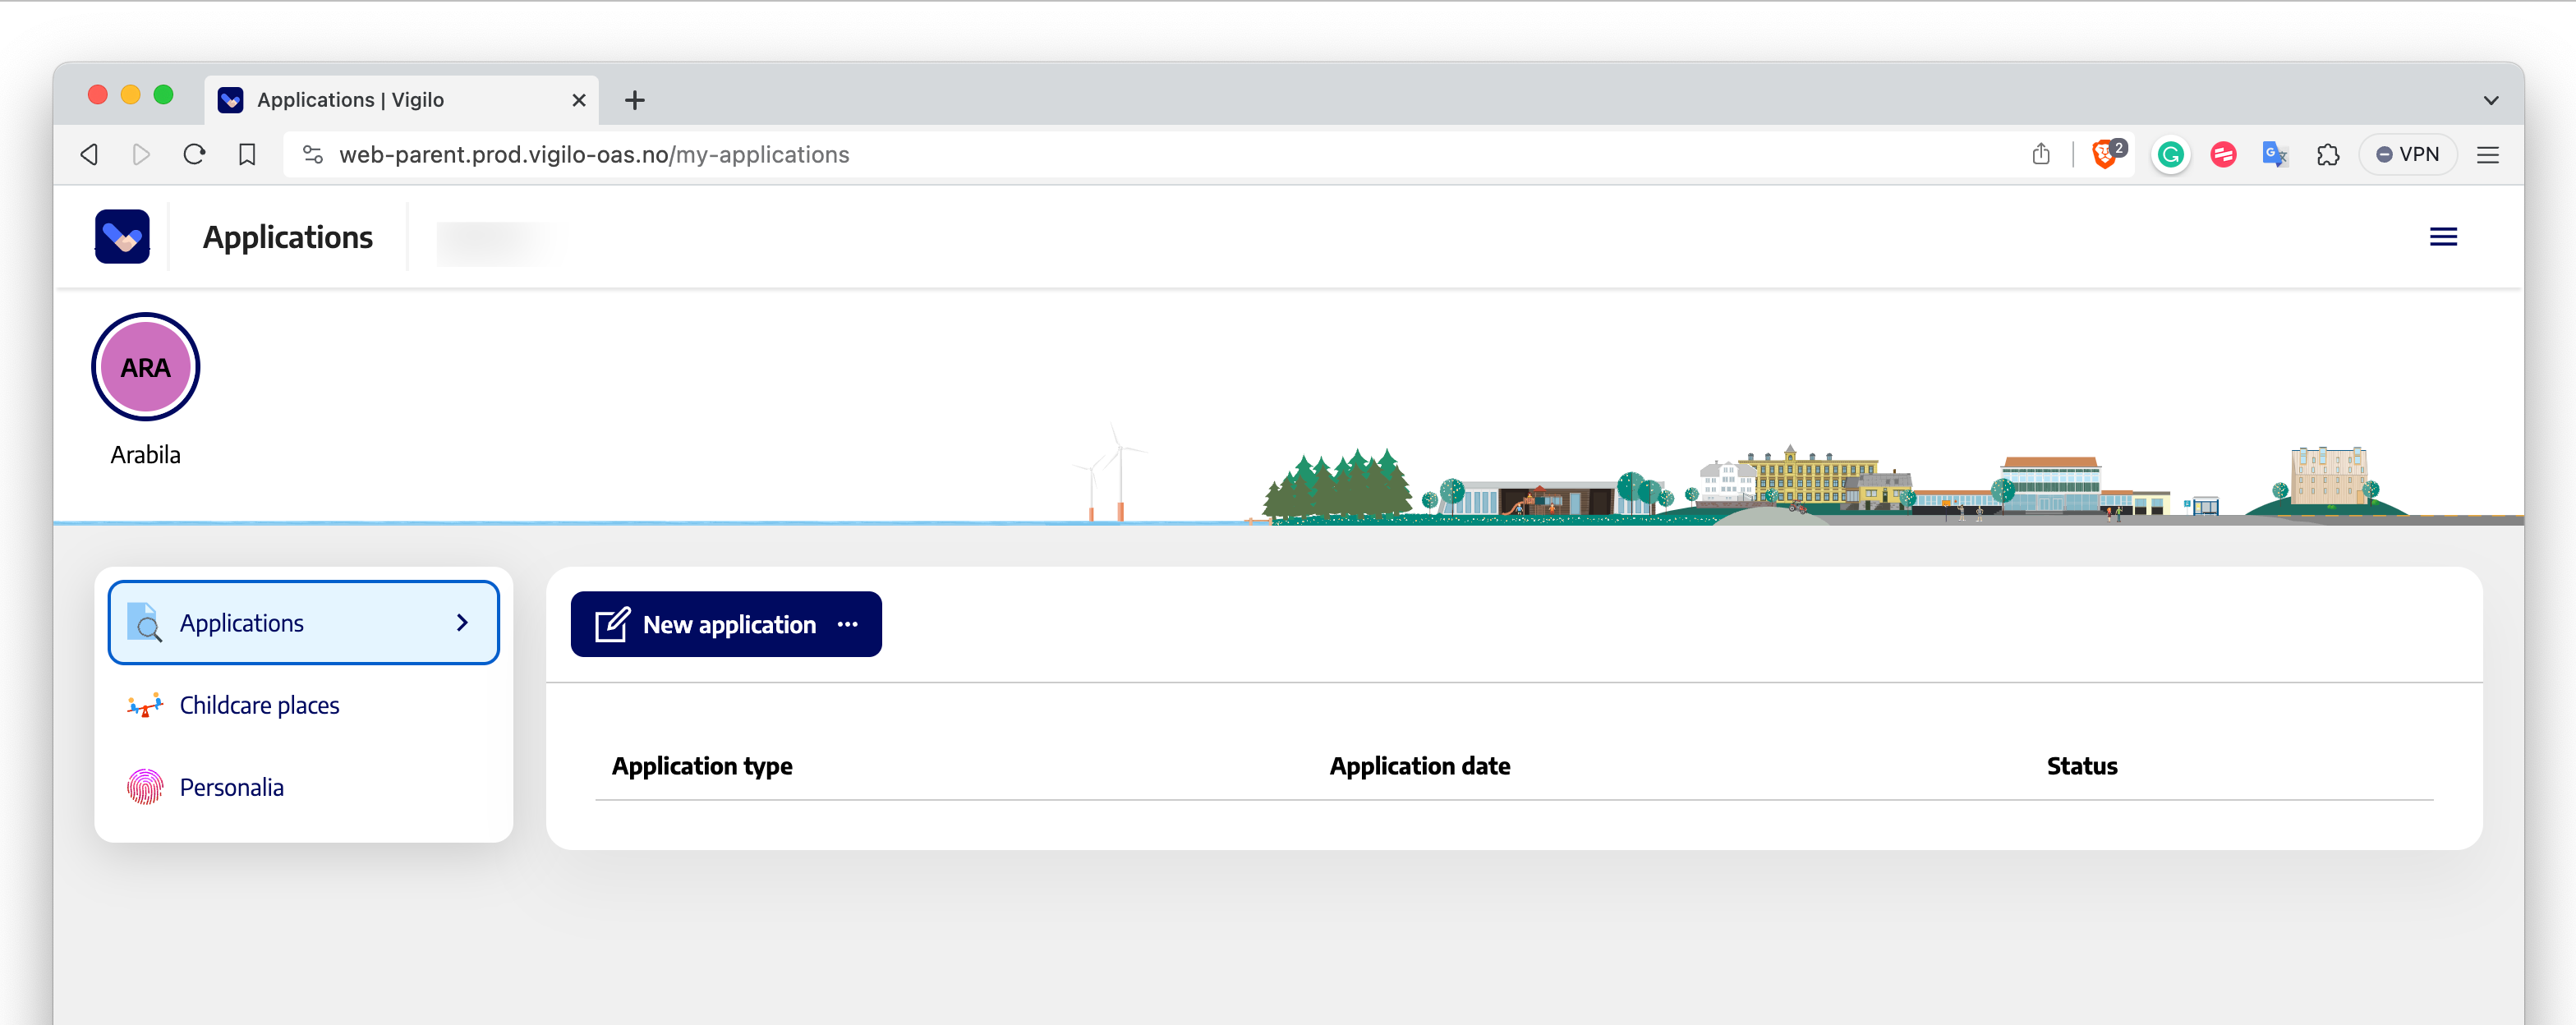 Applications | Vigilo
web-parent.prod.vigilo-oas.no/my-applications
2
VPN
Applications
ARA
Arabila
Applications
New application ···
Childcare places
Personalia
Application type Application date Status